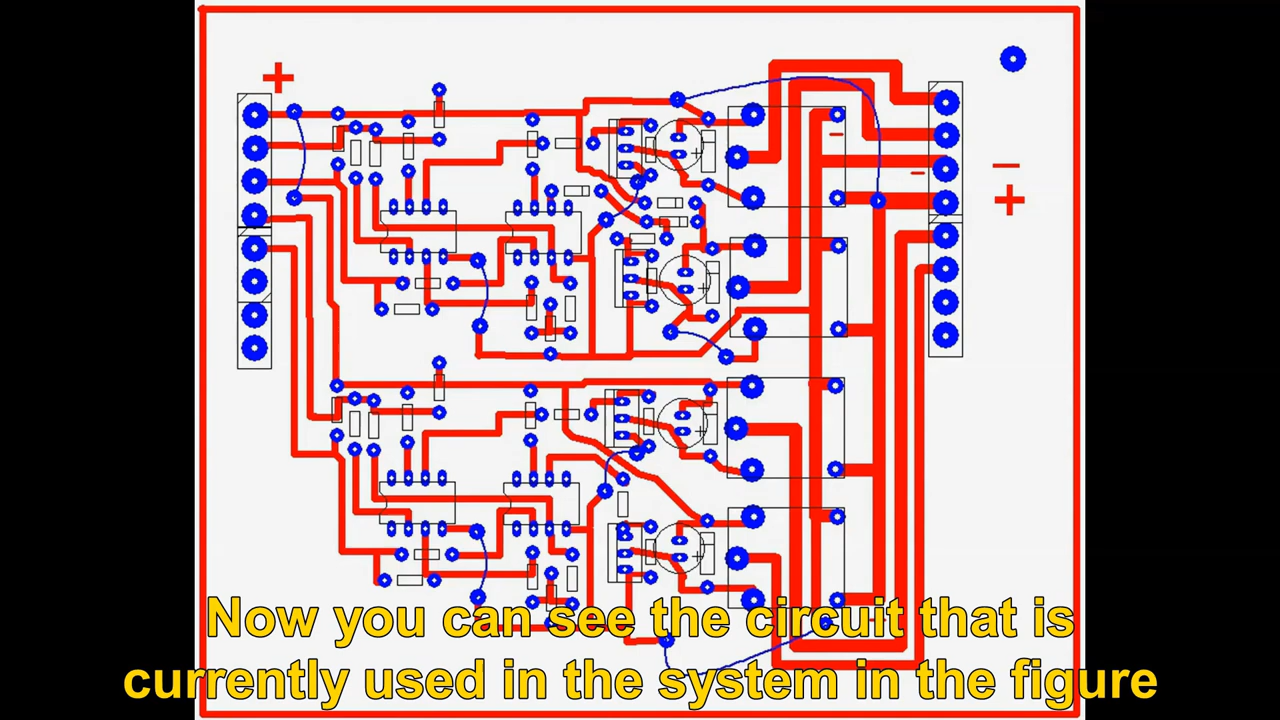 +
-
-
-
+
Now you can see the circuit that is
currently used in the system in the figure